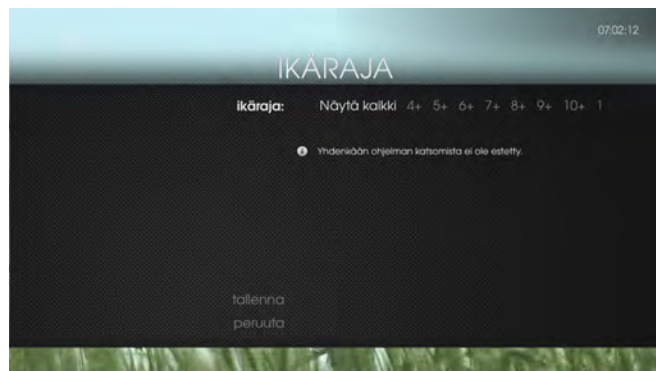 07:02:12
IKÄRAJA
ikäraja: Näytä kaikki 4+ 5+ 6+ 7+ 8+ 9+ 10+ 1
Yhdenkään ohjelman katsomista ei ole estetty.
tallenna
peruuta